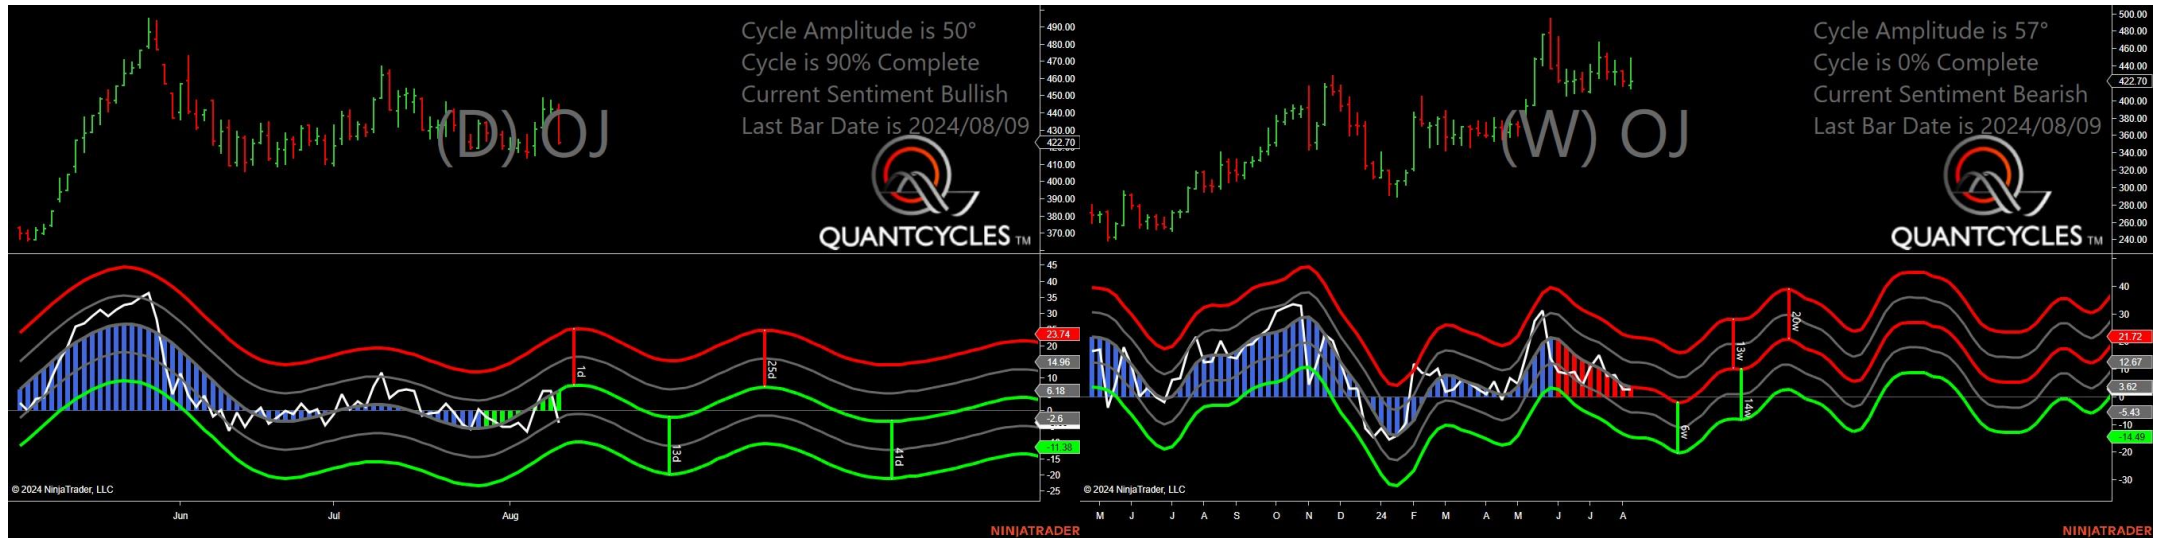 Cycle Amplitude is 50°
Cycle is 90% Complete
Current Sentiment Bullish
Last Bar Date is 2024/08/09
(D) OJ
QUANTCYCLES TM
490.00
470.00
460.00
450.00
440.00
430.00
422.70
410.00
400.00
390.00
380.00
370.00
45
40
35
30
23.74
20
14.96
10
6.18
0
-2.6
-11.38
-15
-20
-25
1d
25d
13d
41d
© 2024 NinjaTrader, LLC
Jun Jul Aug
NINJATRADER
Cycle Amplitude is 57°
Cycle is 0% Complete
Current Sentiment Bearish
Last Bar Date is 2024/08/09
(W) OJ
QUANTCYCLES TM
500.00
480.00
460.00
440.00
422.70
400.00
380.00
360.00
340.00
320.00
300.00
280.00
260.00
240.00
40
30
21.72
12.67
3.62
0
-5.43
-10
-14.49
-20
-30
20w
13w
14w
6w
© 2024 NinjaTrader, LLC
M J J A S O N D 24 F M A M J J A
NINJATRADER